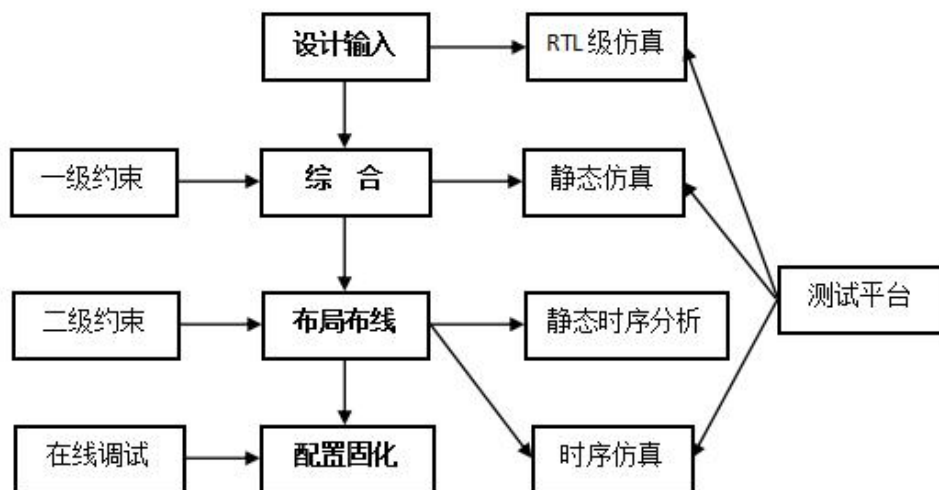 设计输入
RTL级仿真
一级约束
综 合
静态仿真
测试平台
二级约束
布局布线
静态时序分析
在线调试
配置固化
时序仿真